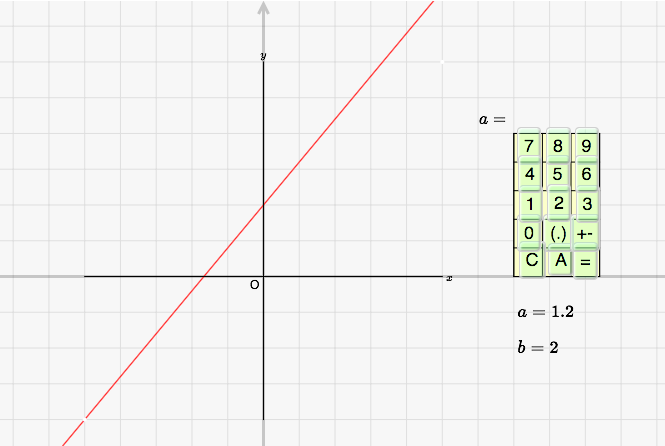 y
a =
7 8 9
4 5 6
1 2 3
0 (.) +-
C A =
O
x
a = 1.2
b = 2